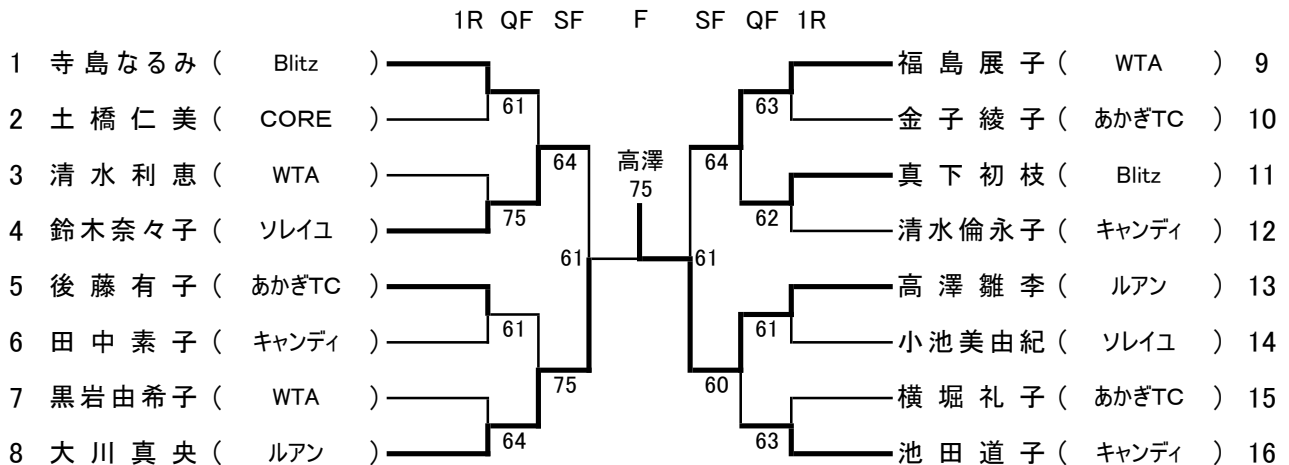 1R QF SF F SF QF 1R
1 寺島なるみ ( Blitz ) 福島展子 ( WTA ) 9
61 63
2 土橋仁美 ( CORE ) 金子綾子 ( あかぎTC ) 10
64 高澤 64
3 清水利恵 ( WTA ) 75 真下初枝 ( Blitz ) 11
75 62
4 鈴木奈々子 ( ソレイユ ) 清水倫永子 ( キャンディ ) 12
61 61
5 後藤有子 ( あかぎTC ) 高澤雛李 ( ルアン ) 13
61 61
6 田中素子 ( キャンディ ) 小池美由紀 ( ソレイユ ) 14
75 60
7 黒岩由希子 ( WTA ) 横堀礼子 ( あかぎTC ) 15
64 63
8 大川真央 ( ルアン ) 池田道子 ( キャンディ ) 16